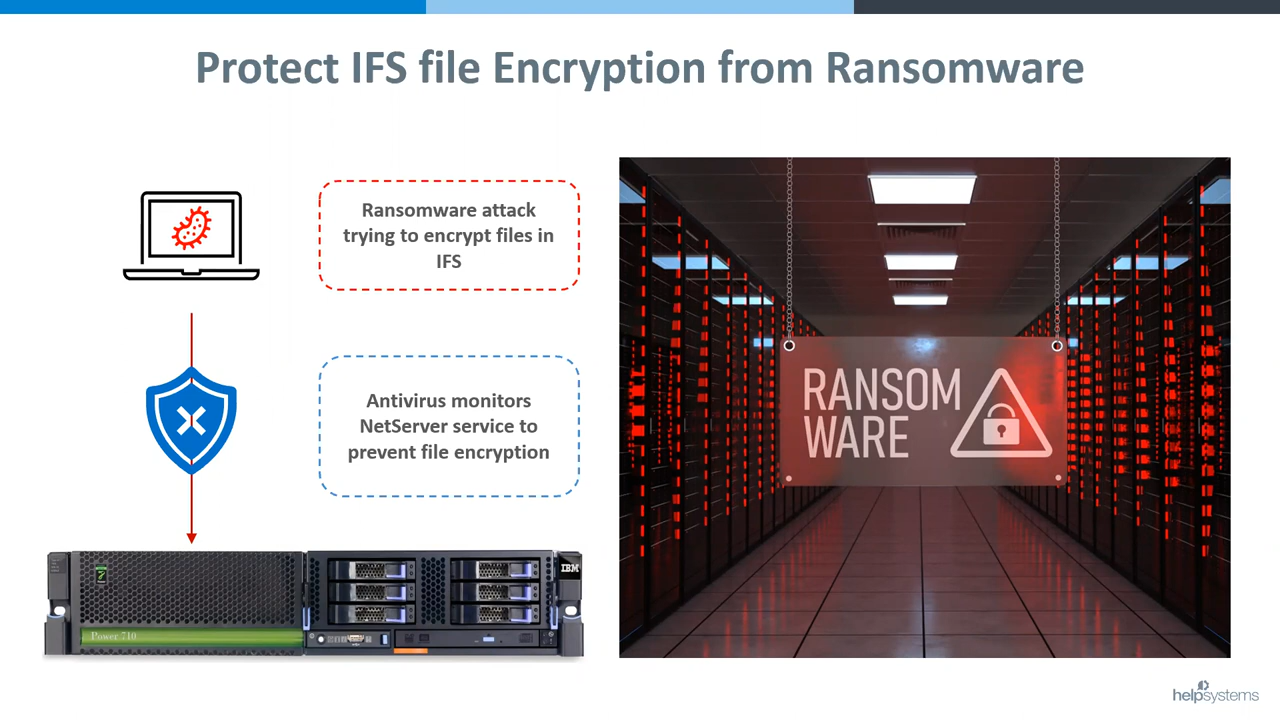 Protect IFS file Encryption from Ransomware
Ransomware attack
trying to encrypt files in
IFS
Antivirus monitors
NetServer service to
prevent file encryption
RANSOM
WARE
7
IBM
Power 710
helpsystems